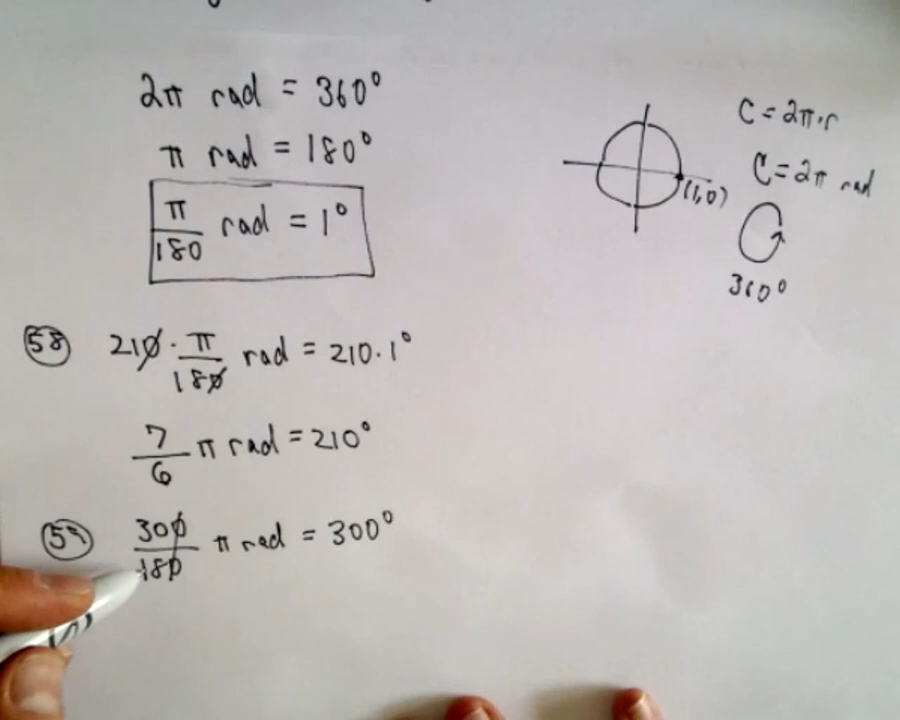 2π rad = 360°
π rad = 180°
π/180 rad = 1°
C = 2π·r
C = 2π rad
(1,0)
360°
58 210 · π/180 rad = 210·1°
7/6 π rad = 210°
59 300/180 π rad = 300°